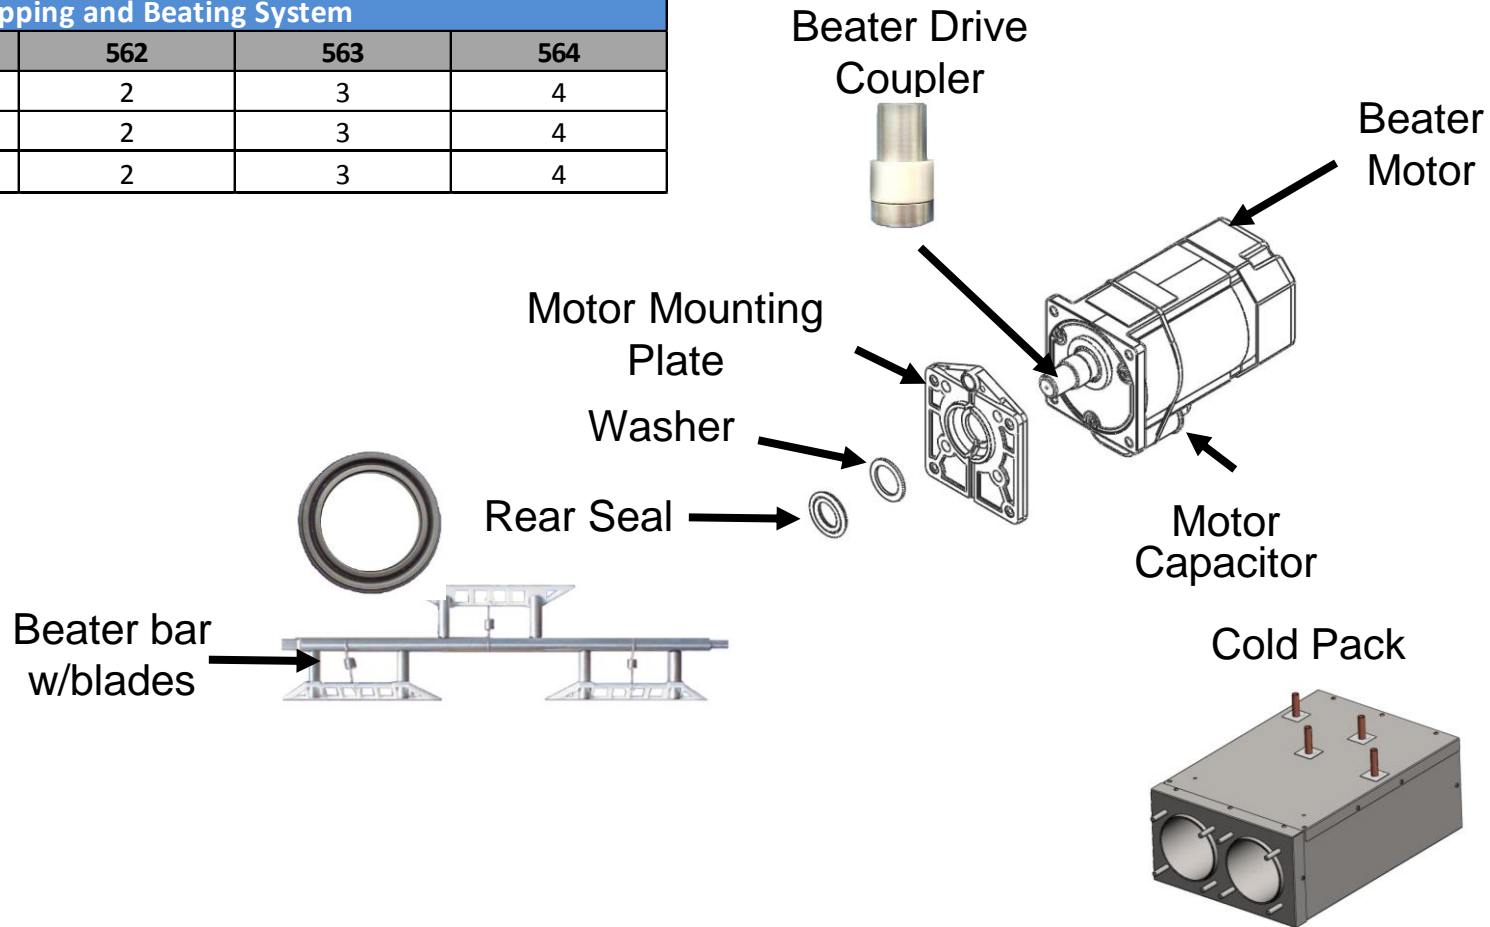 pping and Beating System
562 563 564
2 3 4
2 3 4
2 3 4
Beater Drive
Coupler
Beater
Motor
Motor Mounting
Plate
Washer
Rear Seal
Motor
Capacitor
Beater bar
w/blades
Cold Pack